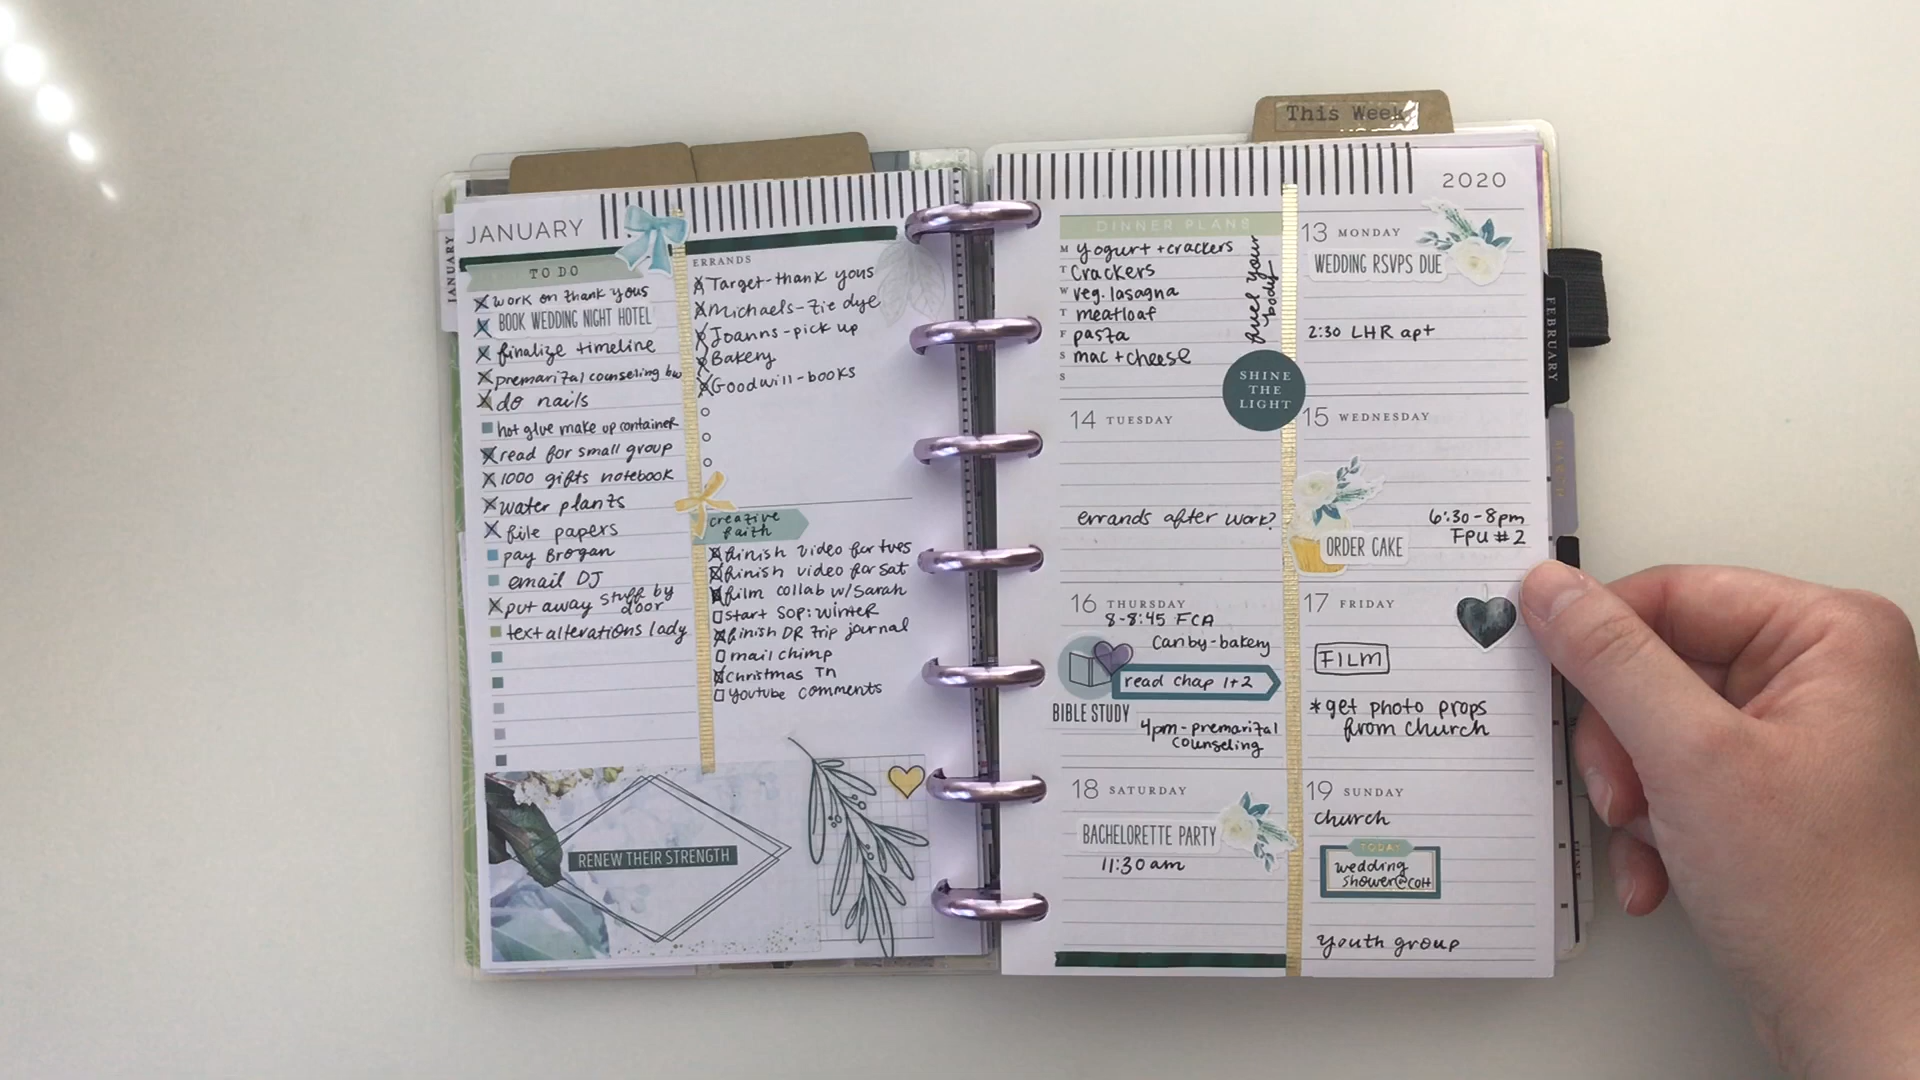 This Week
JANUARY
JANUARY
TO DO
work on thank yous
BOOK WEDDING NIGHT HOTEL
finalize timeline
premarital counseling hw
do nails
hot glue make up container
read for small group
1000 gifts notebook
water plants
file papers
pay Brogan
email DJ
put away stuff by door
text alterations lady
ERRANDS
Target-thank yous
Michaels-tie dye
Joanns-pick up
Bakery
Goodwill-books
creative
faith
finish video for tues
finish video for sat
film collab w/Sarah
start SOP: WINTER
finish DR trip journal
mail chimp
Christmas TN
youtube comments
RENEW THEIR STRENGTH
2020
DINNER PLANS
M yogurt + crackers
T Crackers
W veg. lasagna
T meatloaf
F pasta
S mac + cheese
S
fuel your
body
SHINE
THE
LIGHT
13 MONDAY
WEDDING RSVPS DUE
2:30 LHR apt
14 TUESDAY
errands after work?
15 WEDNESDAY
6:30-8pm
FPU #2
ORDER CAKE
16 THURSDAY
8-8:45 FCA
Canby-bakery
read chap 1+2
BIBLE STUDY
4pm-premarital
counseling
17 FRIDAY
FILM
*get photo props
from church
18 SATURDAY
BACHELORETTE PARTY
11:30 am
19 SUNDAY
church
TODAY
wedding
shower@COH
youth group
FEBRUARY
MARCH